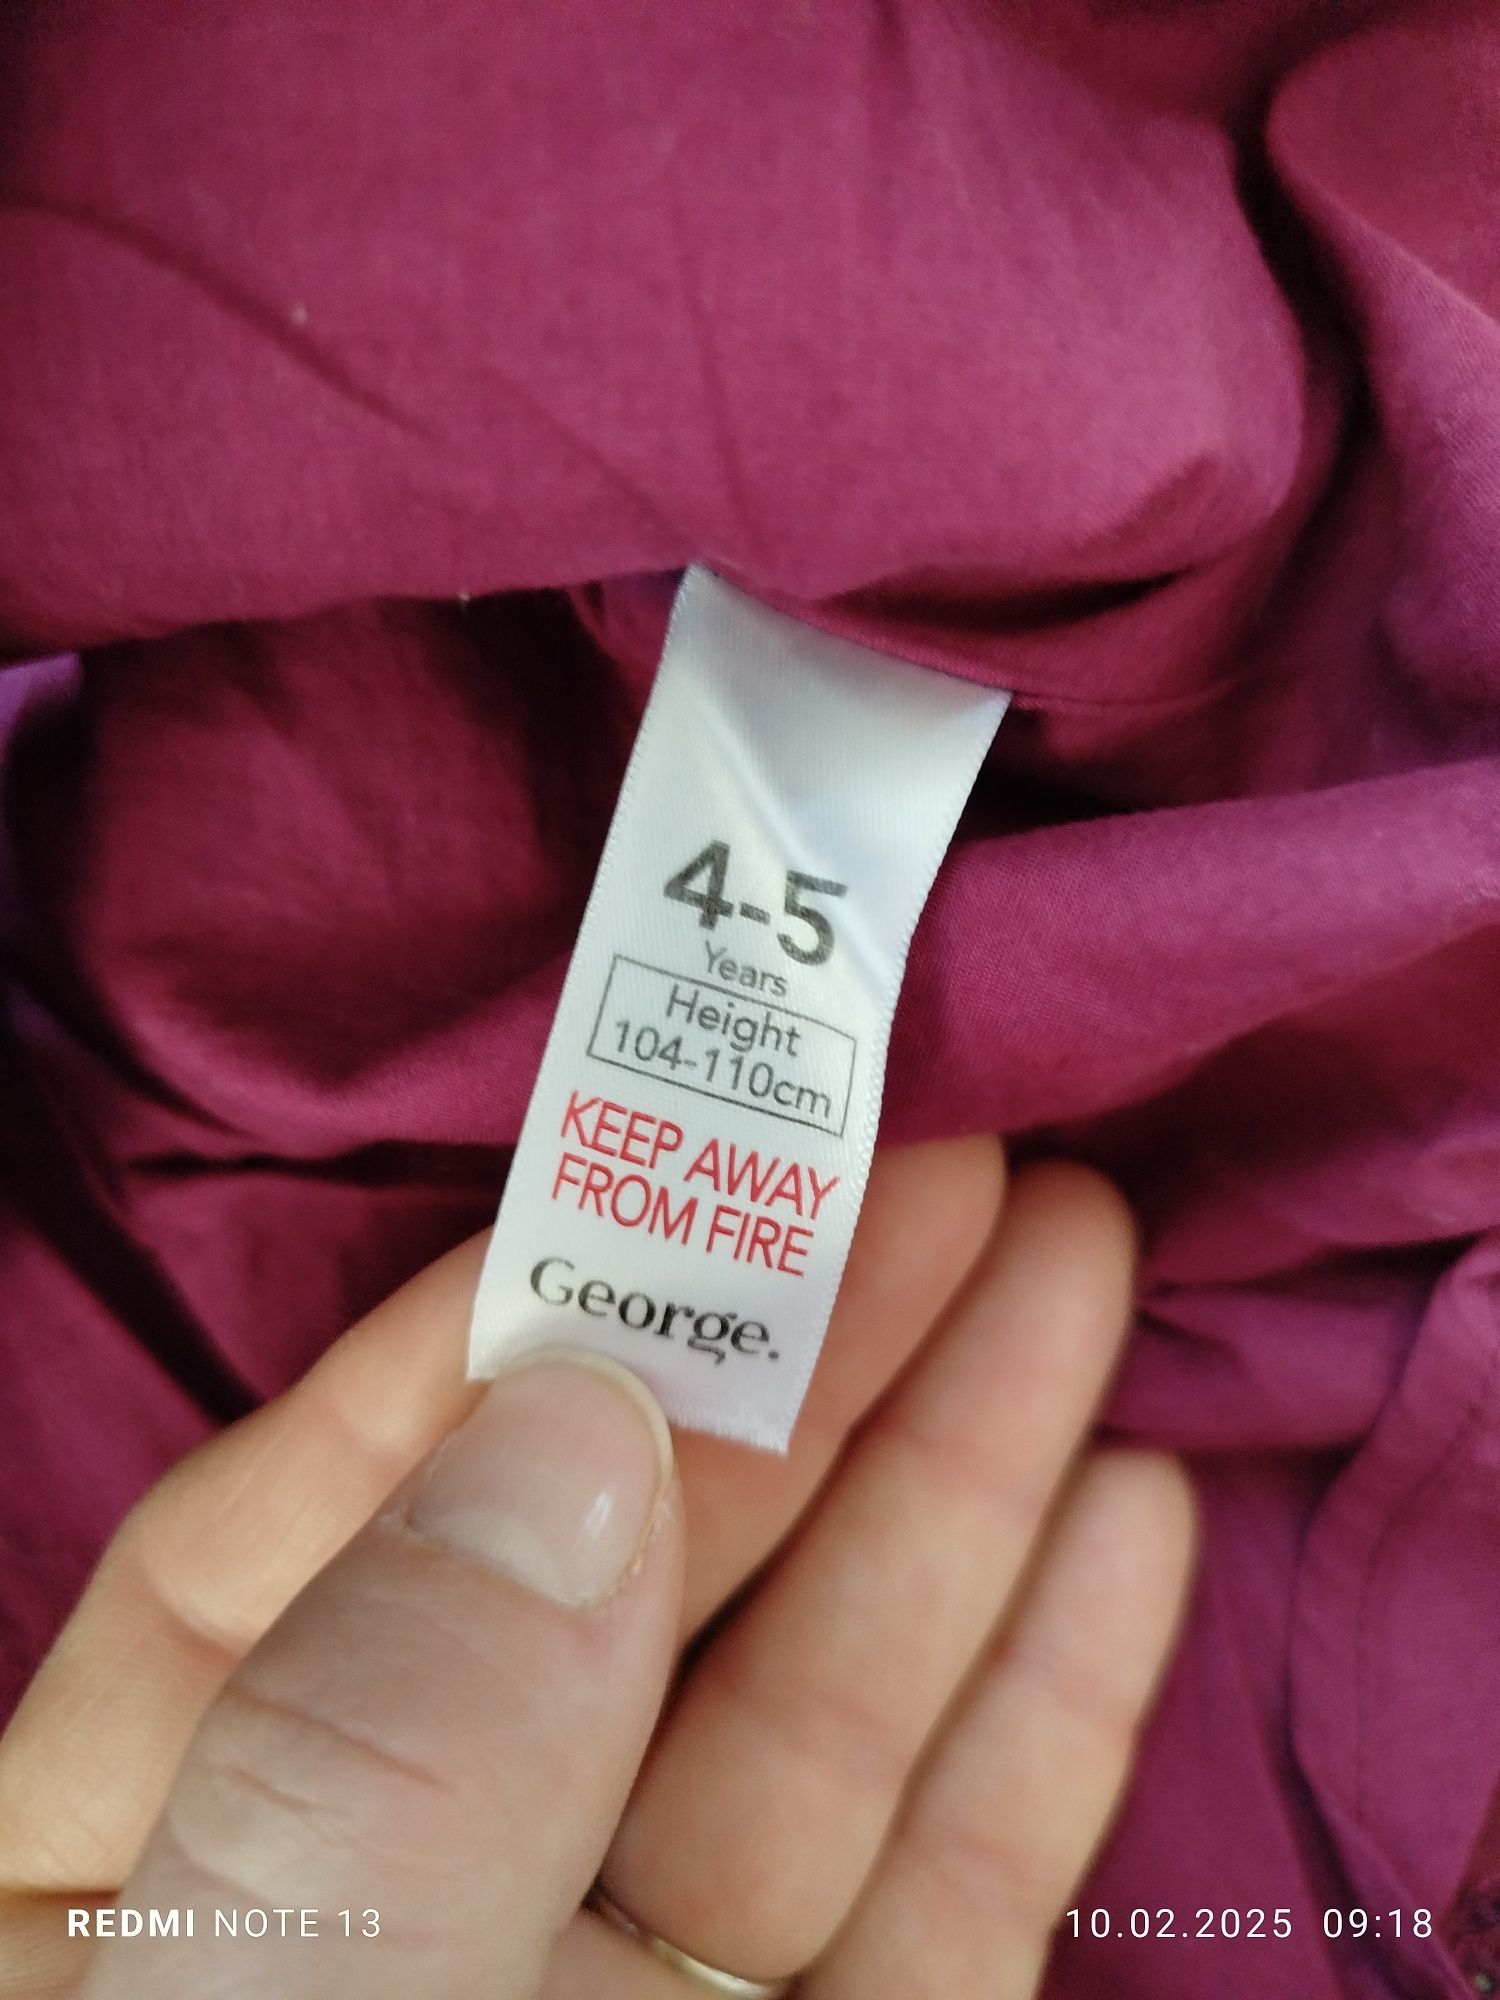 4-5
Years
Height
104-110cm
KEEP AWAY
FROM FIRE
George.
REDMI NOTE 13
10.02.2025 09:18